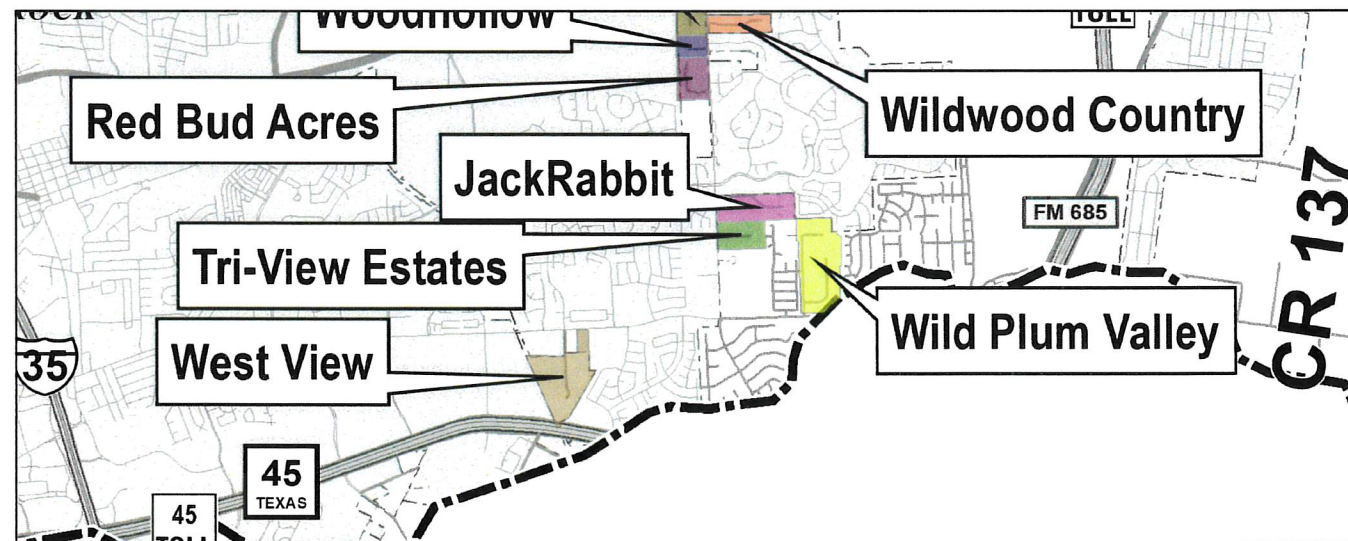 Woodhollow
TOLL
Red Bud Acres
Wildwood Country
JackRabbit
FM 685
CR 137
Tri-View Estates
Wild Plum Valley
West View
35
45
TEXAS
45
TOLL